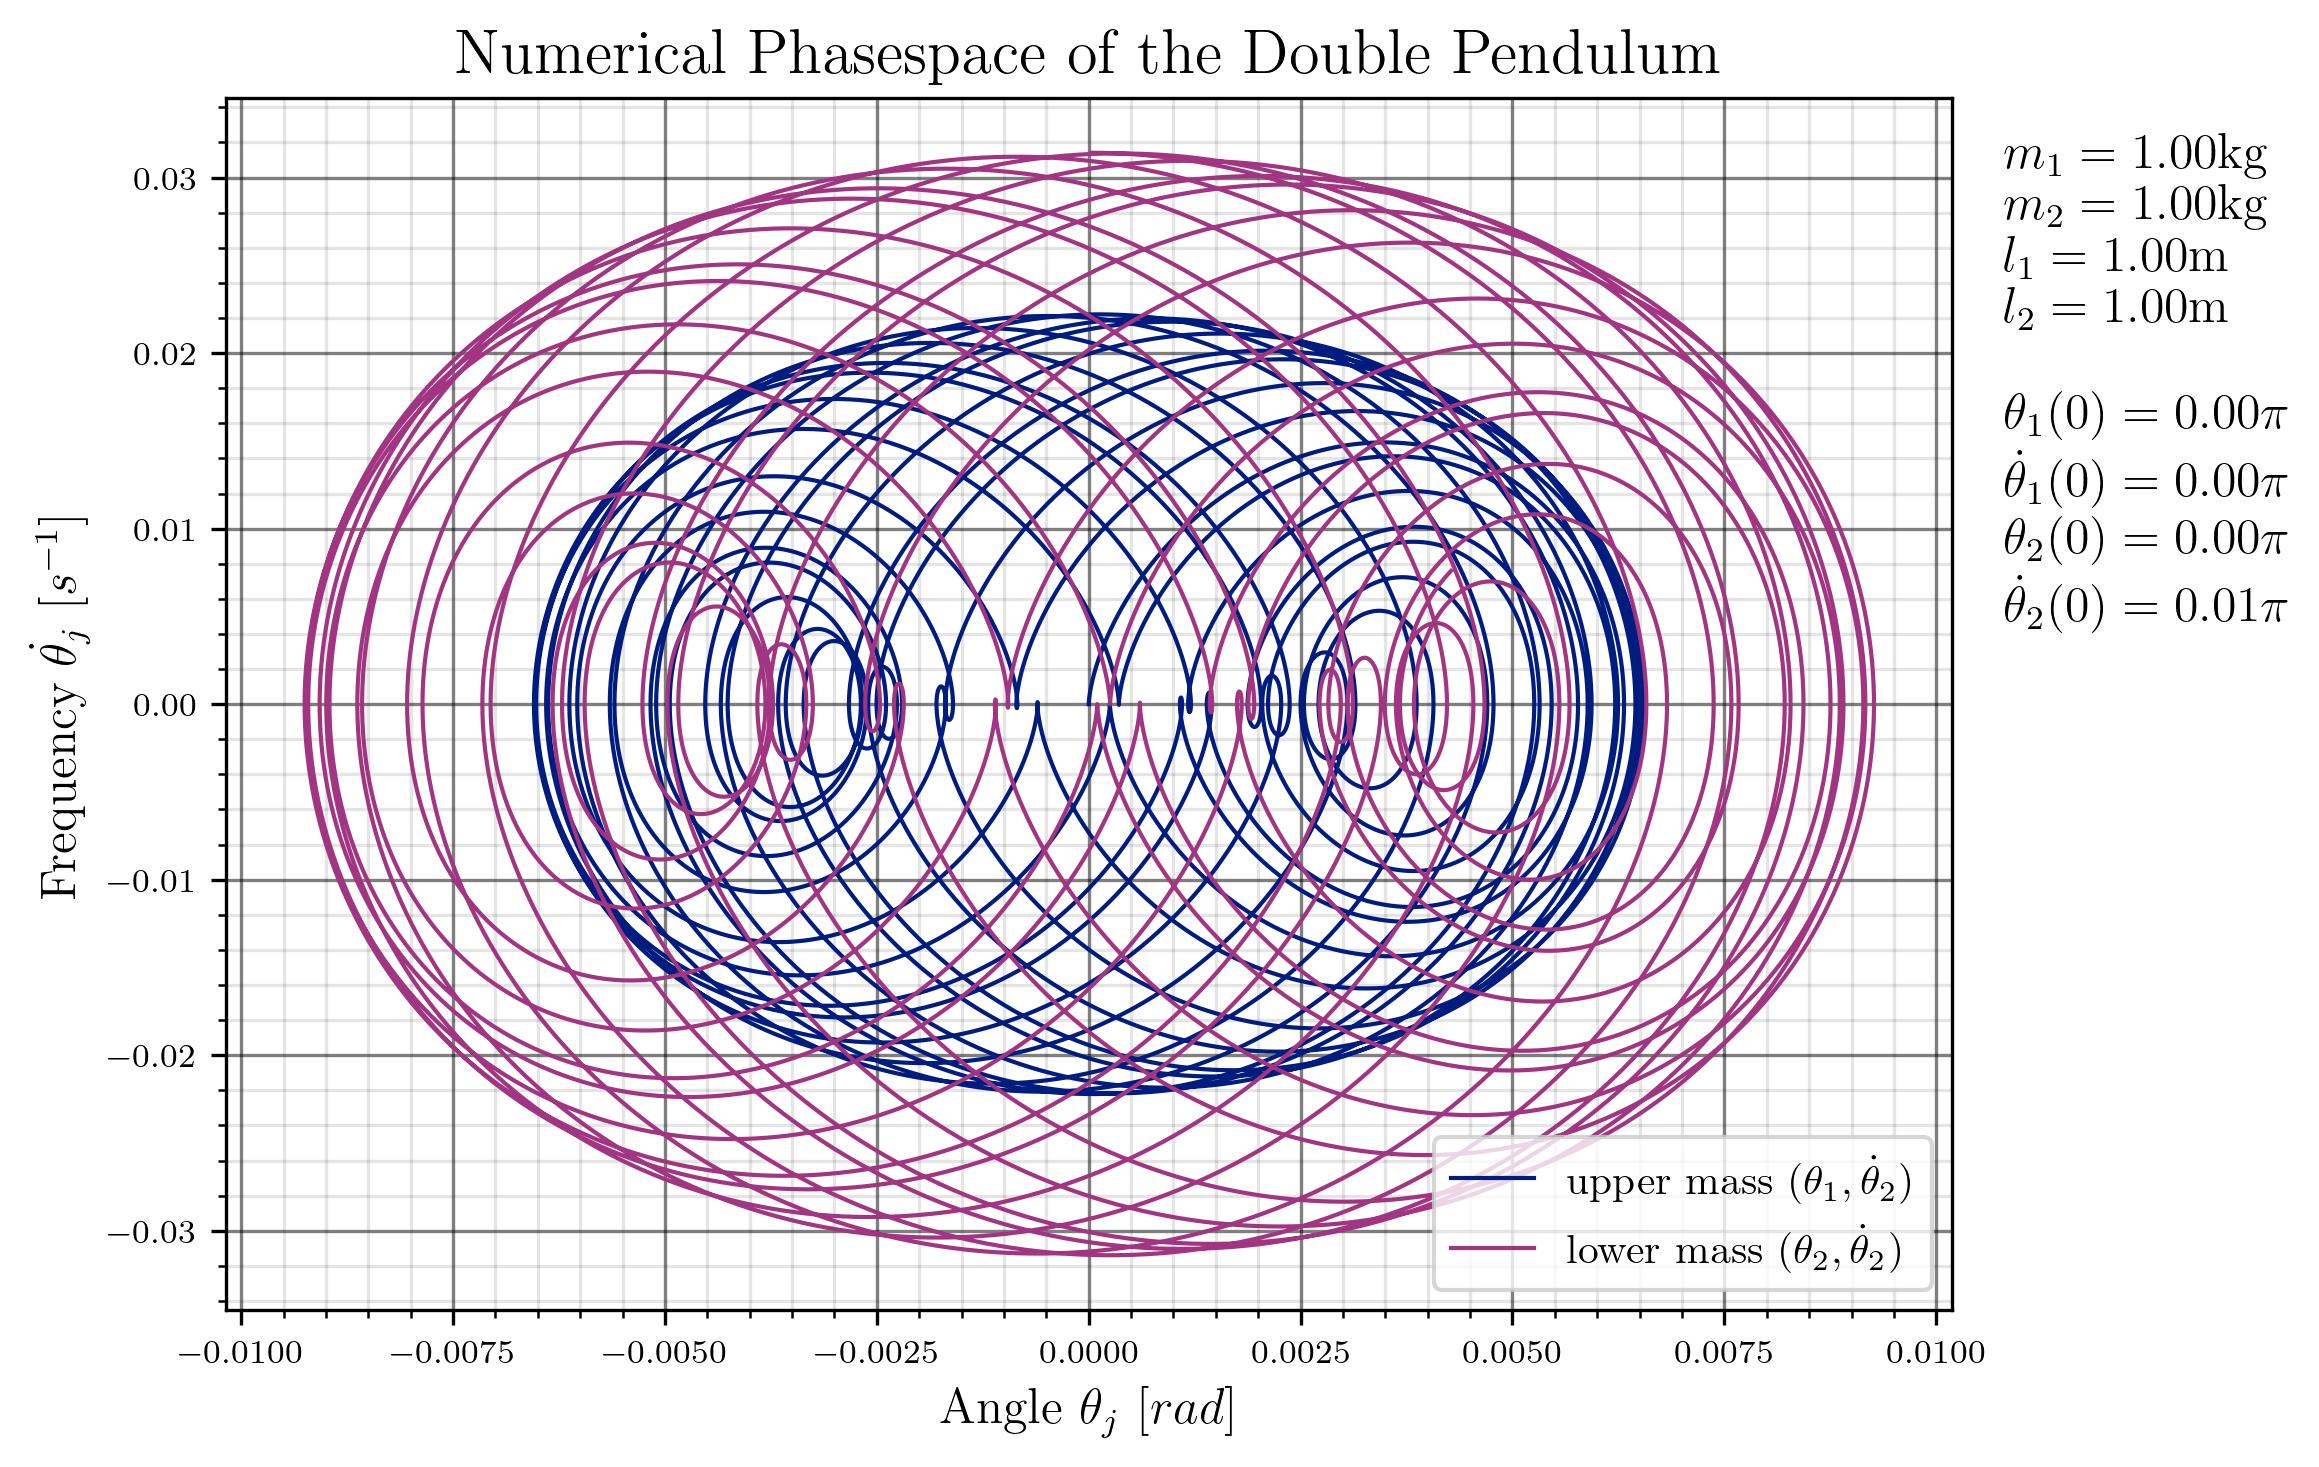 Numerical Phasespace of the Double Pendulum
0.03
0.02
0.01
0.00
−0.01
−0.02
−0.03
Frequency θ̇ⱼ [s⁻¹]
−0.0100 −0.0075 −0.0050 −0.0025 0.0000 0.0025 0.0050 0.0075 0.0100
Angle θⱼ [rad]
upper mass (θ₁, θ̇₂)
lower mass (θ₂, θ̇₂)
m₁ = 1.00kg
m₂ = 1.00kg
l₁ = 1.00m
l₂ = 1.00m
θ₁(0) = 0.00π
θ̇₁(0) = 0.00π
θ₂(0) = 0.00π
θ̇₂(0) = 0.01π